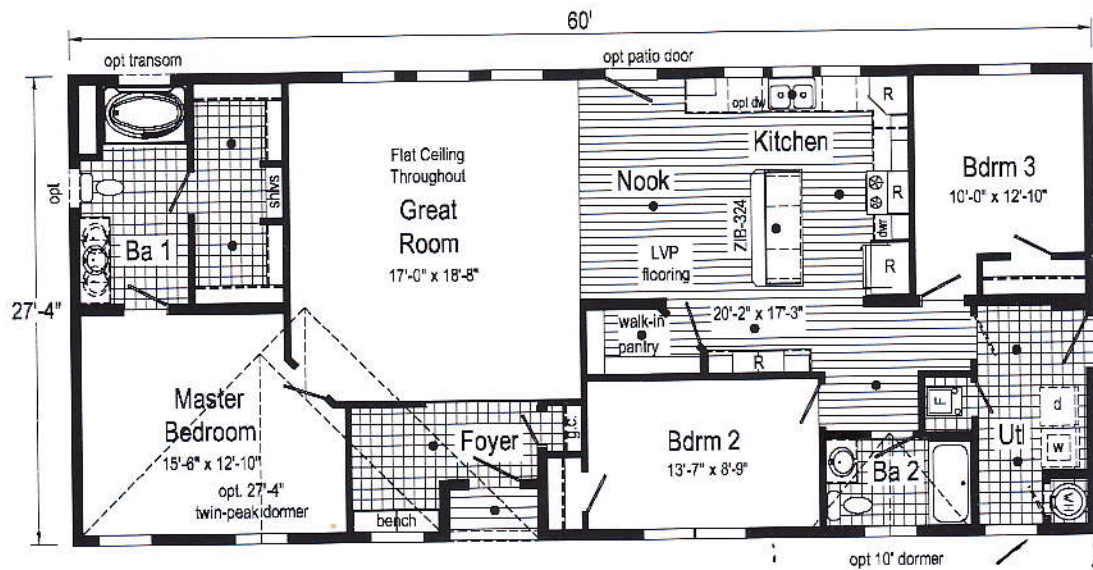 60'
opt transom
opt patio door
27'-4"
opt
Ba 1
shlvs
Flat Ceiling
Throughout
Great
Room
17'-0" x 18'-8"
Nook
LVP
flooring
opt dw
Kitchen
ZIB-324
R
R
dwr
R
Bdrm 3
10'-0" x 12'-10"
20'-2" x 17'-3"
walk-in
pantry
R
Master
Bedroom
15'-6" x 12'-10"
opt. 27'-4"
twin-peak dormer
Foyer
g.c.
bench
Bdrm 2
13'-7" x 8'-9"
Ba 2
F
Utl
d
w
WH
opt 10' dormer